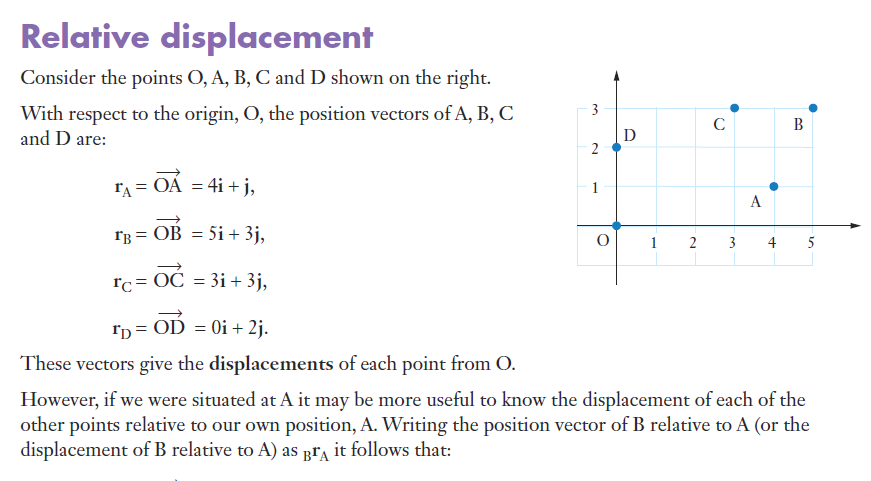 Relative displacement
Consider the points O, A, B, C and D shown on the right.
With respect to the origin, O, the position vectors of A, B, C
and D are:
r_A = \overrightarrow{OA} = 4i + j,
r_B = \overrightarrow{OB} = 5i + 3j,
r_C = \overrightarrow{OC} = 3i + 3j,
r_D = \overrightarrow{OD} = 0i + 2j.
3
C
B
D
2
1
A
O 1 2 3 4 5
These vectors give the displacements of each point from O.
However, if we were situated at A it may be more useful to know the displacement of each of the
other points relative to our own position, A. Writing the position vector of B relative to A (or the
displacement of B relative to A) as _Br_A it follows that: